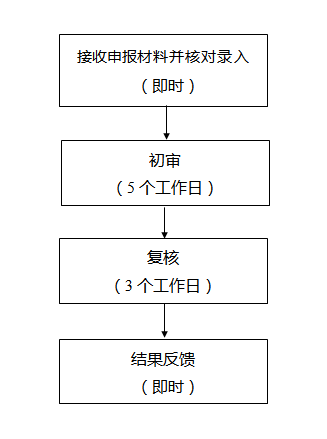 接收申报材料并核对录入
（即时）
初审
（5 个工作日）
复核
（3 个工作日）
结果反馈
（即时）